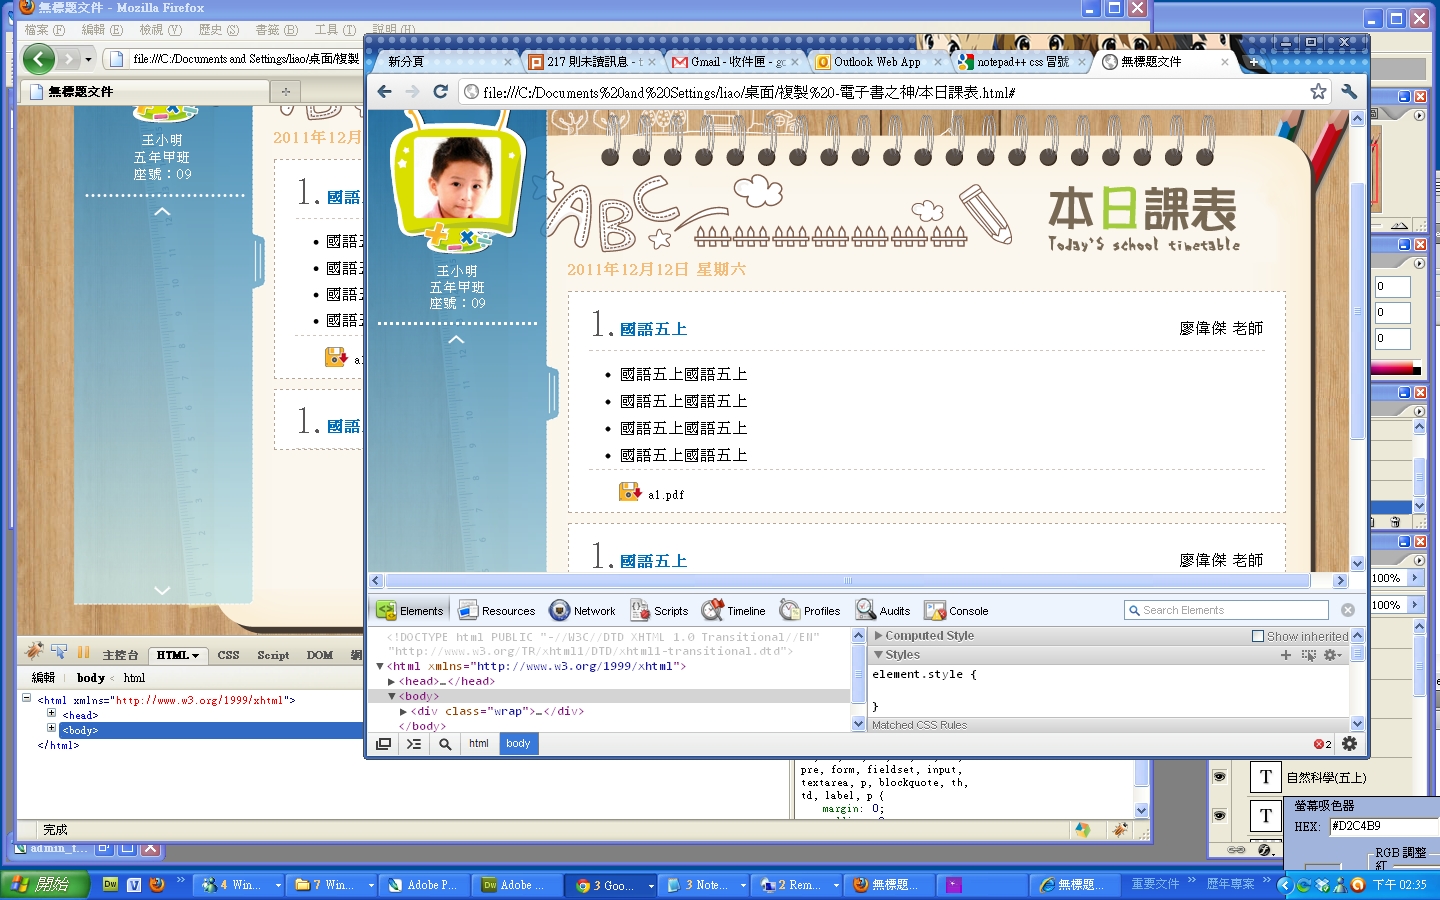 無標題文件 - Mozilla Firefox
檔案 (F) 編輯 (E) 檢視 (V) 歷史 (S) 書籤 (B) 工具 (T) 說明 (H)
file:///C:/Documents and Settings/liao/桌面/複製
無標題文件
王小明
五年甲班
座號：09
2011年12月
1. 國語
國語五
國語
國語
國語五
1. 國語
主控台 HTML CSS Script DOM
編輯 body < html
<html xmlns="http://www.w3.org/1999/xhtml">
<head>
<body>
</html>
pre, form, fieldset, input,
textarea, p, blockquote, th,
td, label, p {
margin: 0;
完成
新分頁
217 則未讀訊息 - t
Gmail - 收件匣 - g
Outlook Web App
notepad++ css 冒號
無標題文件
file:///C:/Documents%20and%20Settings/liao/桌面/複製%20-電子書之神/本日課表.html#
王小明
五年甲班
座號：09
ABC
本日課表
Today's school timetable
2011年12月12日 星期六
1. 國語五上 廖偉傑 老師
國語五上國語五上
國語五上國語五上
國語五上國語五上
國語五上國語五上
a1.pdf
1. 國語五上 廖偉傑 老師
Elements Resources Network Scripts Timeline Profiles Audits Console
Search Elements
<!DOCTYPE html PUBLIC "-//W3C//DTD XHTML 1.0 Transitional//EN"
"http://www.w3.org/TR/xhtml1/DTD/xhtml1-transitional.dtd">
<html xmlns="http://www.w3.org/1999/xhtml">
<head>…</head>
<body>
<div class="wrap">…</div>
</body>
Computed Style Show inherited
Styles
element.style {
}
Matched CSS Rules
html body
2
0
0
0
100%
100%
T 自然科學(五上)
T
螢幕吸色器
HEX: #D2C4B9
RGB 調整
紅
admin_t...
開始
4 Win...
7 Win...
Adobe P...
Adobe ...
3 Goo...
3 Note...
2 Rem...
無標題...
無標題...
重要文件
歷年專案
下午 02:35